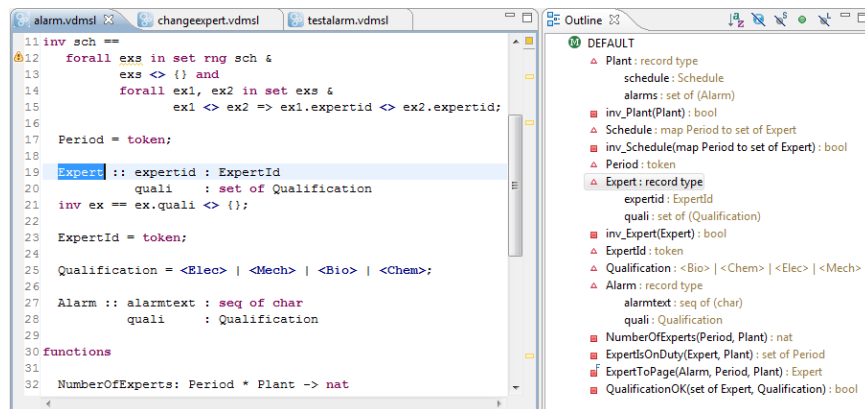 alarm.vdmsl
changeexpert.vdmsl
testalarm.vdmsl
11 inv sch ==
12 forall exs in set rng sch &
13 exs <> {} and
14 forall ex1, ex2 in set exs &
15 ex1 <> ex2 => ex1.expertid <> ex2.expertid;
16
17 Period = token;
18
19 Expert :: expertid : ExpertId
20 quali : set of Qualification
21 inv ex == ex.quali <> {};
22
23 ExpertId = token;
24
25 Qualification = <Elec> | <Mech> | <Bio> | <Chem>;
26
27 Alarm :: alarmtext : seq of char
28 quali : Qualification
29
30 functions
31
32 NumberOfExperts: Period * Plant -> nat
Outline
DEFAULT
Plant : record type
schedule : Schedule
alarms : set of (Alarm)
inv_Plant(Plant) : bool
Schedule : map Period to set of Expert
inv_Schedule(map Period to set of Expert) : bool
Period : token
Expert : record type
expertid : ExpertId
quali : set of (Qualification)
inv_Expert(Expert) : bool
ExpertId : token
Qualification : <Bio> | <Chem> | <Elec> | <Mech>
Alarm : record type
alarmtext : seq of (char)
quali : Qualification
NumberOfExperts(Period, Plant) : nat
ExpertIsOnDuty(Expert, Plant) : set of Period
ExpertToPage(Alarm, Period, Plant) : Expert
QualificationOK(set of Expert, Qualification) : bool